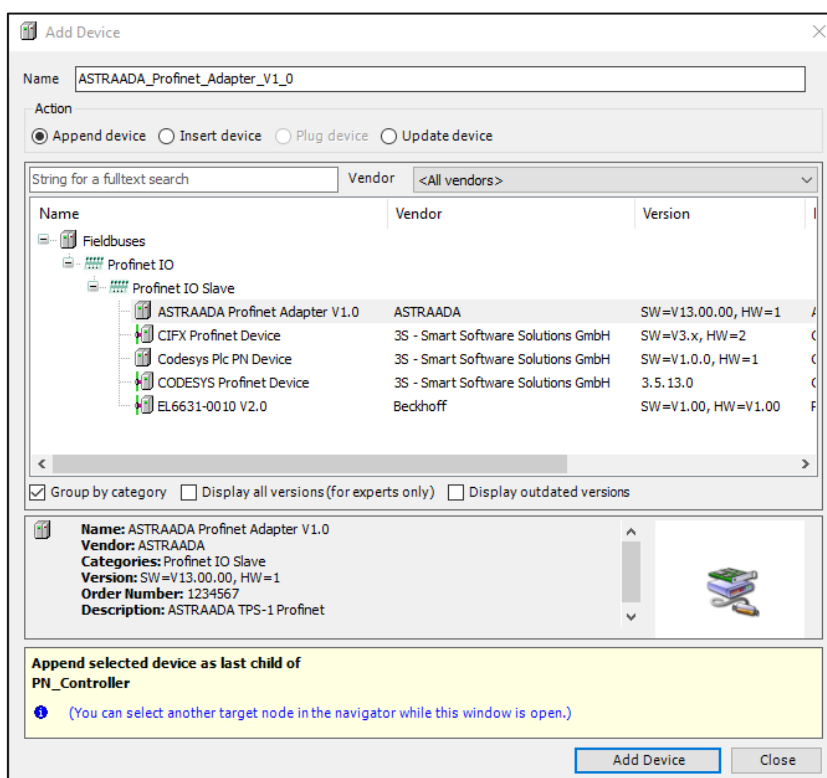 Add Device
Name ASTRAADA_Profinet_Adapter_V1_0
Action
Append device Insert device Plug device Update device
String for a fulltext search Vendor <All vendors>
Name Vendor Version
Fieldbuses
Profinet IO
Profinet IO Slave
ASTRAADA Profinet Adapter V1.0 ASTRAADA SW=V13.00.00, HW=1
CIFX Profinet Device 3S - Smart Software Solutions GmbH SW=V3.x, HW=2
Codesys Plc PN Device 3S - Smart Software Solutions GmbH SW=V1.0.0, HW=1
CODESYS Profinet Device 3S - Smart Software Solutions GmbH 3.5.13.0
EL6631-0010 V2.0 Beckhoff SW=V1.00, HW=V1.00
Group by category Display all versions (for experts only) Display outdated versions
Name: ASTRAADA Profinet Adapter V1.0
Vendor: ASTRAADA
Categories: Profinet IO Slave
Version: SW=V13.00.00, HW=1
Order Number: 1234567
Description: ASTRAADA TPS-1 Profinet
Append selected device as last child of
PN_Controller
(You can select another target node in the navigator while this window is open.)
Add Device Close